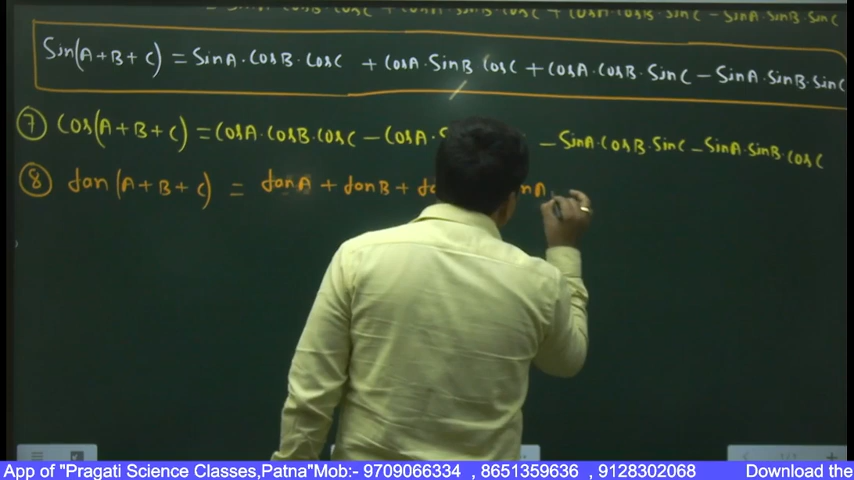 Sin(A+B+C) = SinA·CosB·CosC + CosA·SinB CosC + CosA·CosB·SinC – SinA·SinB·SinC
⑦ Cos(A+B+C) = CosA·CosB·CosC – CosA· – SinA·CosB·SinC – SinA·SinB·CosC
⑧ tan(A+B+C) = tanA + tanB +
App of "Pragati Science Classes,Patna"Mob:- 9709066334 , 8651359636 , 9128302068 Download the